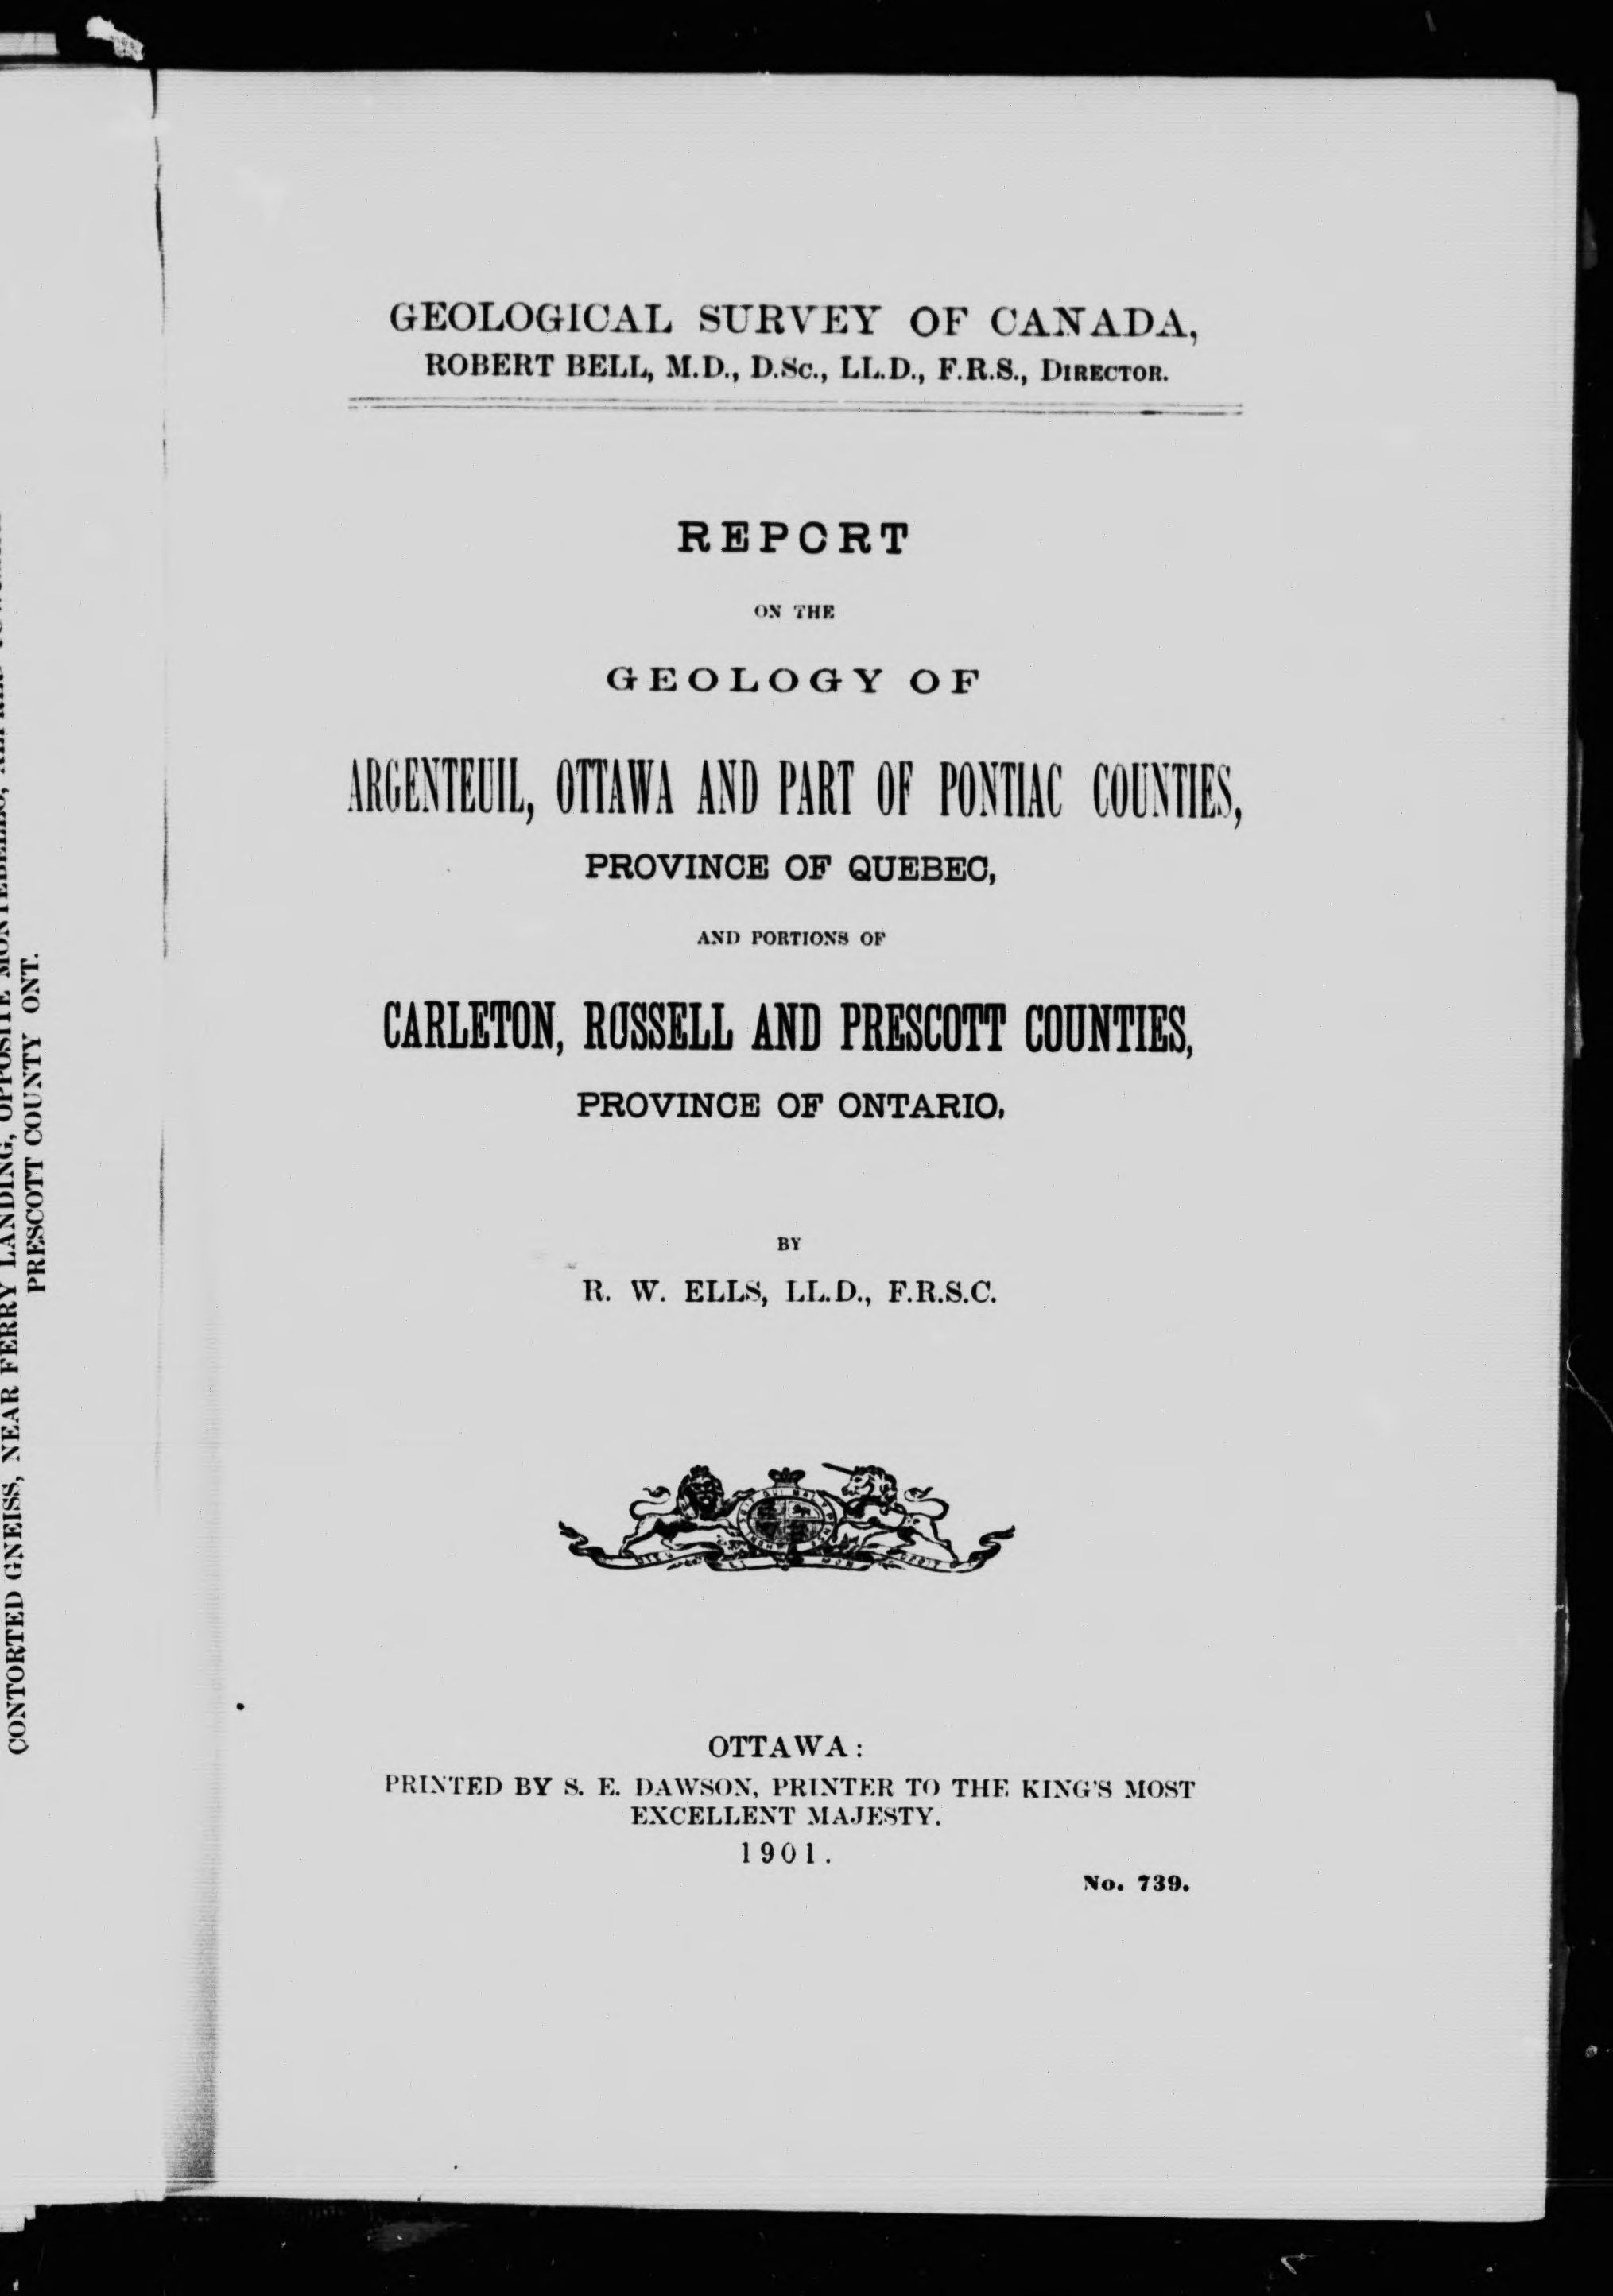 GEOLOGICAL SURVEY OF CANADA,
ROBERT BELL, M.D., D.Sc., LL.D., F.R.S., DIRECTOR.
REPORT
ON THE
GEOLOGY OF
ARGENTEUIL, OTTAWA AND PART OF PONTIAC COUNTIES,
PROVINCE OF QUEBEC,
AND PORTIONS OF
CARLETON, RUSSELL AND PRESCOTT COUNTIES,
PROVINCE OF ONTARIO,
BY
R. W. ELLS, LL.D., F.R.S.C.
OTTAWA:
PRINTED BY S. E. DAWSON, PRINTER TO THE KING'S MOST
EXCELLENT MAJESTY.
1901.
No. 739.
CONTORTED GNEISS, NEAR FERRY LANDING, OPPOSITE MONTEBELLO,
PRESCOTT COUNTY ONT.